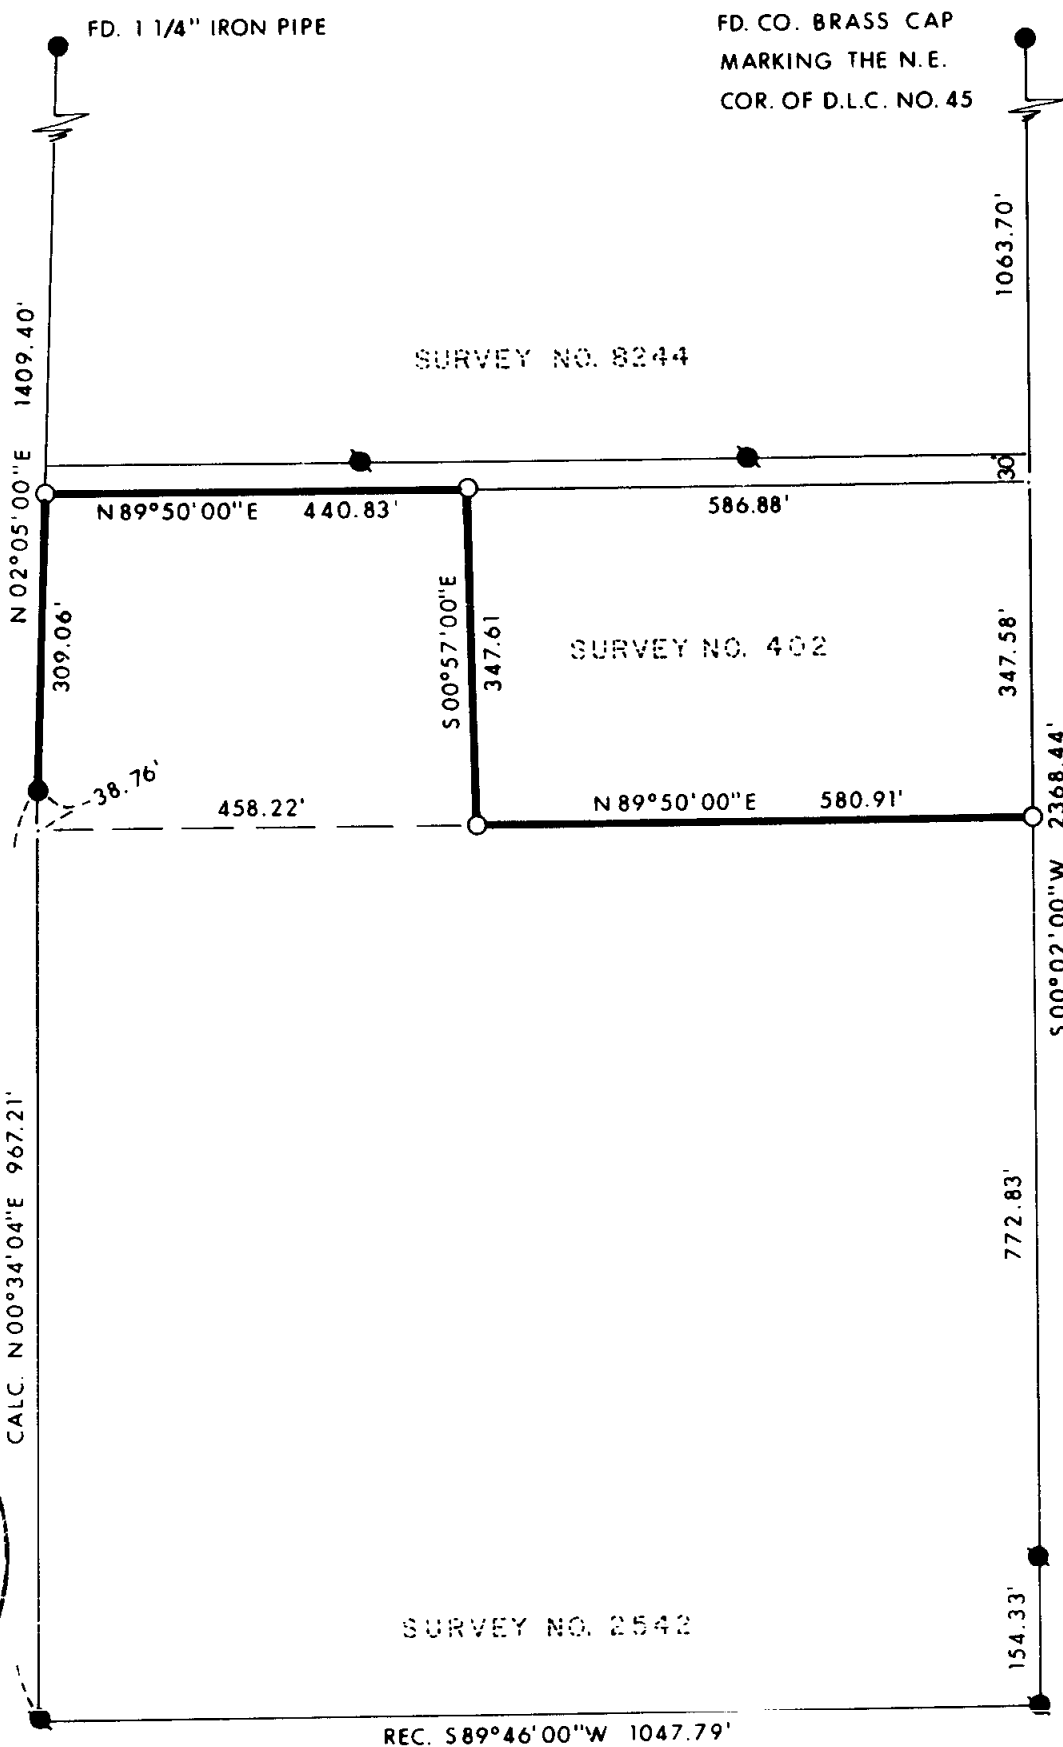 FD. 1 1/4" IRON PIPE
FD. CO. BRASS CAP
MARKING THE N.E.
COR. OF D.L.C. NO. 45
1063.70'
N 02°05'00"E 1409.40'
SURVEY NO. 8244
30'
N 89°50'00"E 440.83'
586.88'
309.06'
S 00°57'00"E
347.61
SURVEY NO. 402
347.58'
38.76'
458.22'
N 89°50'00"E 580.91'
S 00°02'00"W 2368.44'
CALC. N 00°34'04"E 967.21'
772.83'
SURVEY NO. 2542
154.33'
REC. S 89°46'00"W 1047.79'